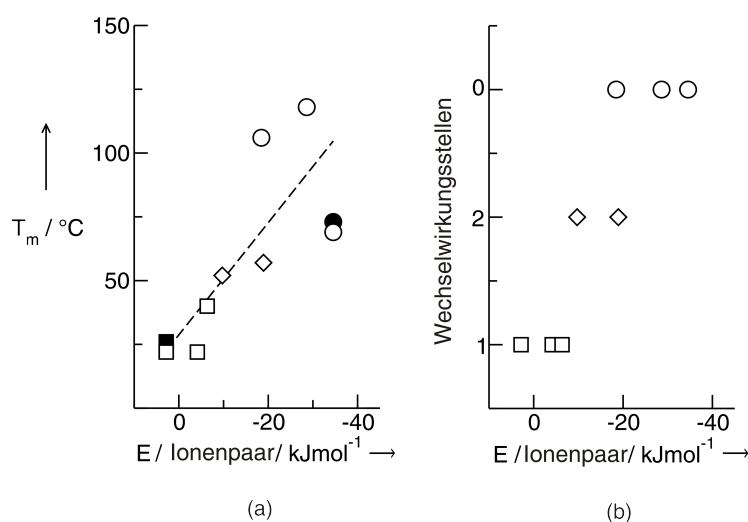 150
100
50
T_m / °C
0 -20 -40
E / Ionenpaar / kJmol⁻¹ →
(a)
Wechselwirkungsstellen
0
2
1
0 -20 -40
E / Ionenpaar / kJmol⁻¹ →
(b)